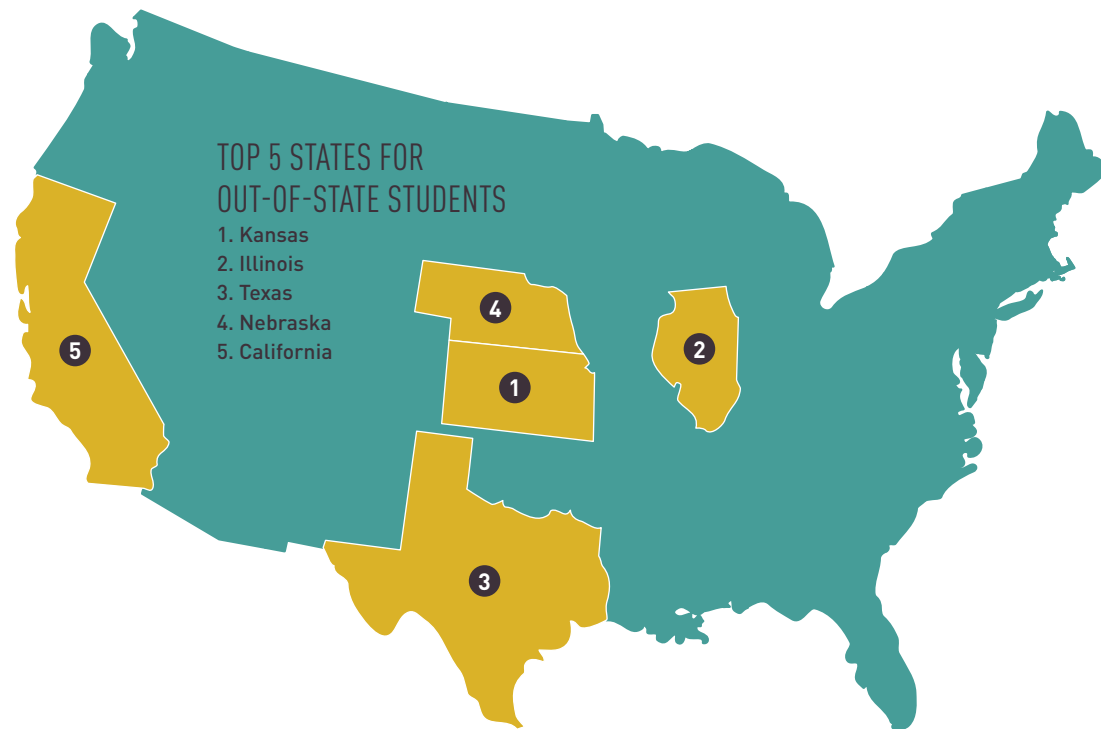 TOP 5 STATES FOR
OUT-OF-STATE STUDENTS
1. Kansas
2. Illinois
3. Texas
4. Nebraska
5. California
4
2
5
1
3